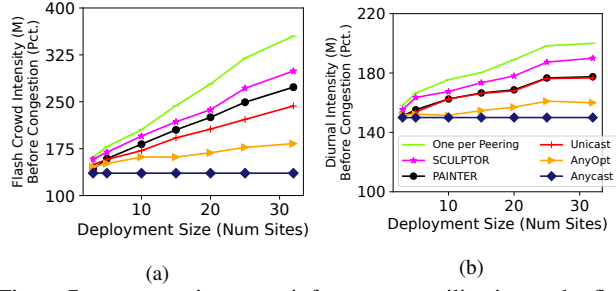 Flash Crowd Intensity (M)
Before Congestion (Pct.)
400
325
250
175
100
10
20
30
Deployment Size (Num Sites)
(a)
Diurnal Intensity (M)
Before Congestion (Pct.)
220
180
140
100
One per Peering
SCULPTOR
PAINTER
Unicast
AnyOpt
Anycast
10
20
30
Deployment Size (Num Sites)
(b)